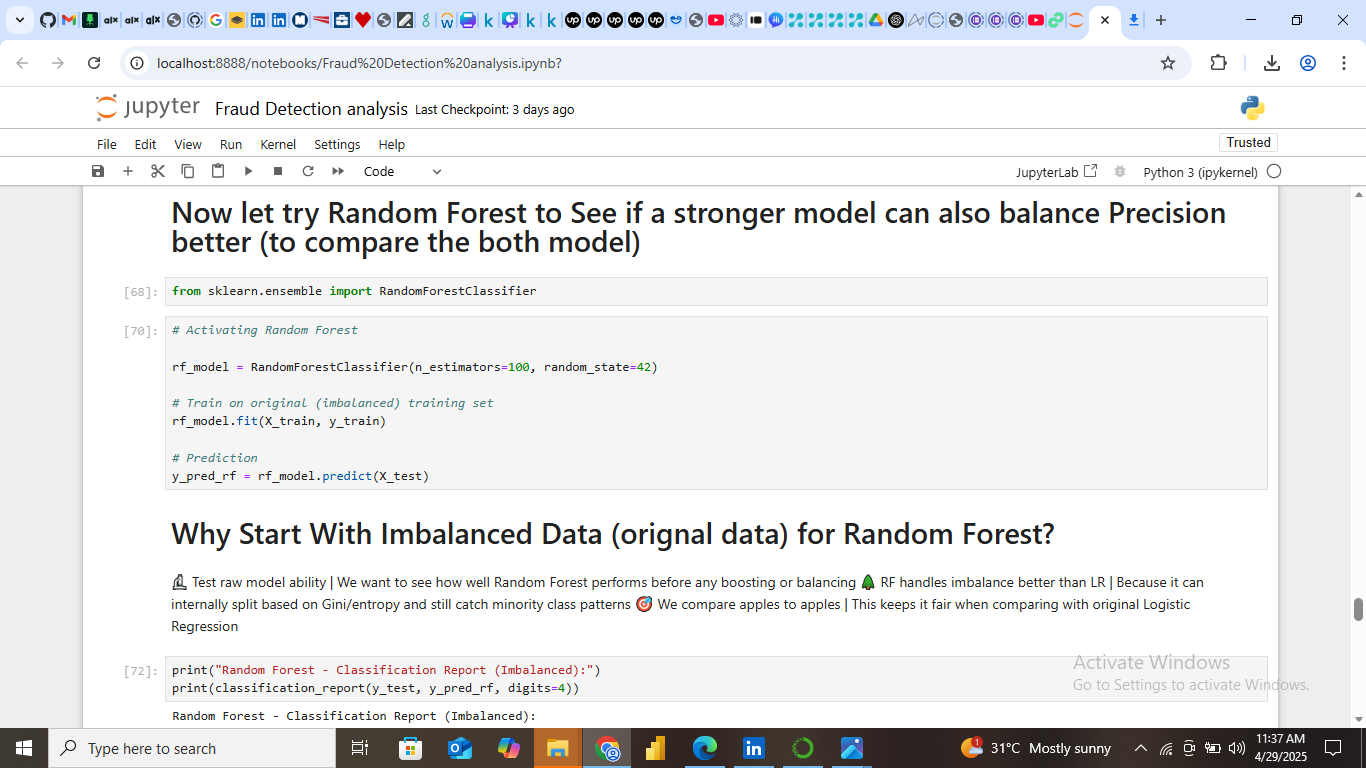 localhost:8888/notebooks/Fraud%20Detection%20analysis.ipynb?
jupyter Fraud Detection analysis Last Checkpoint: 3 days ago
File Edit View Run Kernel Settings Help
Trusted
Code
JupyterLab
Python 3 (ipykernel)
Now let try Random Forest to See if a stronger model can also balance Precision
better (to compare the both model)
[68]: from sklearn.ensemble import RandomForestClassifier
[70]: # Activating Random Forest
rf_model = RandomForestClassifier(n_estimators=100, random_state=42)
# Train on original (imbalanced) training set
rf_model.fit(X_train, y_train)
# Prediction
y_pred_rf = rf_model.predict(X_test)
Why Start With Imbalanced Data (orignal data) for Random Forest?
Test raw model ability | We want to see how well Random Forest performs before any boosting or balancing 🌲 RF handles imbalance better than LR | Because it can
internally split based on Gini/entropy and still catch minority class patterns 🎯 We compare apples to apples | This keeps it fair when comparing with original Logistic
Regression
[72]: print("Random Forest - Classification Report (Imbalanced):")
print(classification_report(y_test, y_pred_rf, digits=4))
Random Forest - Classification Report (Imbalanced):
Activate Windows
Go to Settings to activate Windows.
Type here to search
31°C Mostly sunny
11:37 AM
4/29/2025